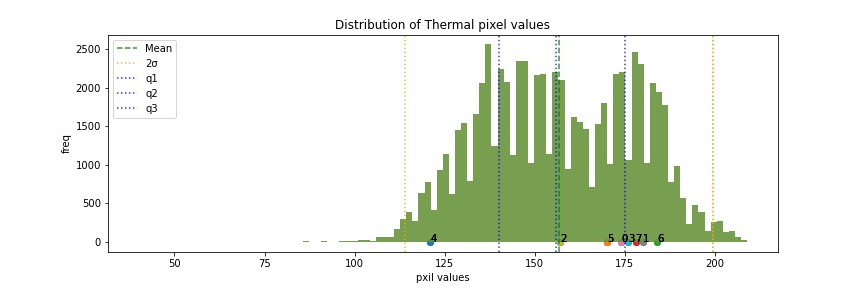 Distribution of Thermal pixel values
Mean
2σ
q1
q2
q3
freq
2500
2000
1500
1000
500
0
4 2 5 0371 6
50 75 100 125 150 175 200
pxil values